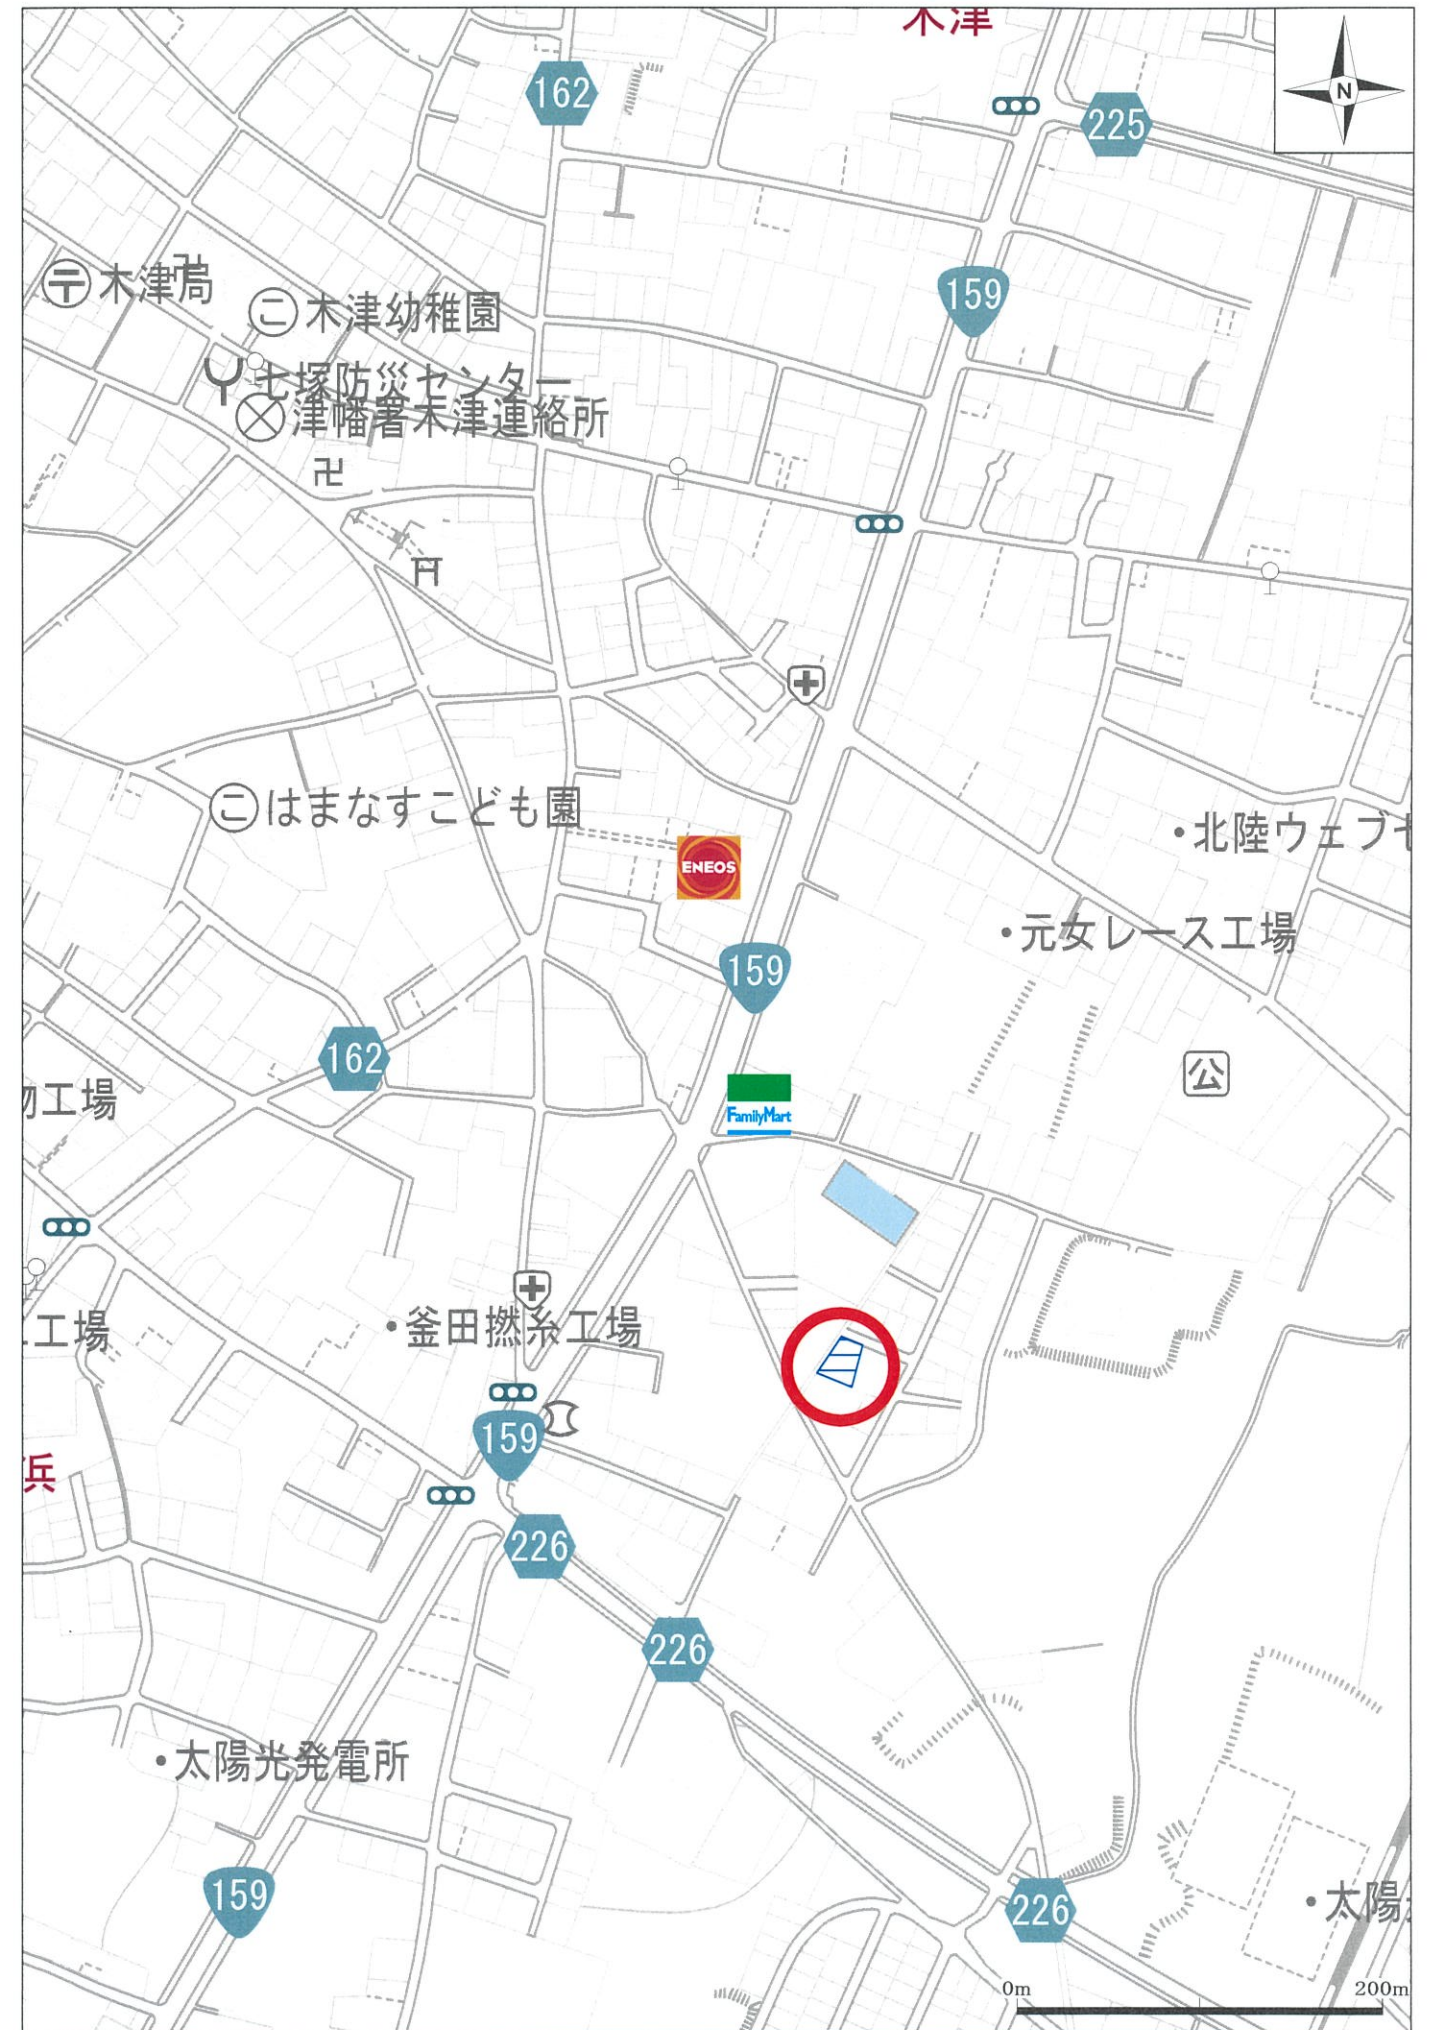 木津
162
225
N
159
木津局
木津幼稚園
七塚防災センター
津幡署木津連絡所
はまなすこども園
ENEOS
北陸ウェブ
元女レース工場
159
162
公
工場
FamilyMart
釜田撚糸工場
工場
159
浜
226
226
太陽光発電所
159
226
太陽
0m
200m